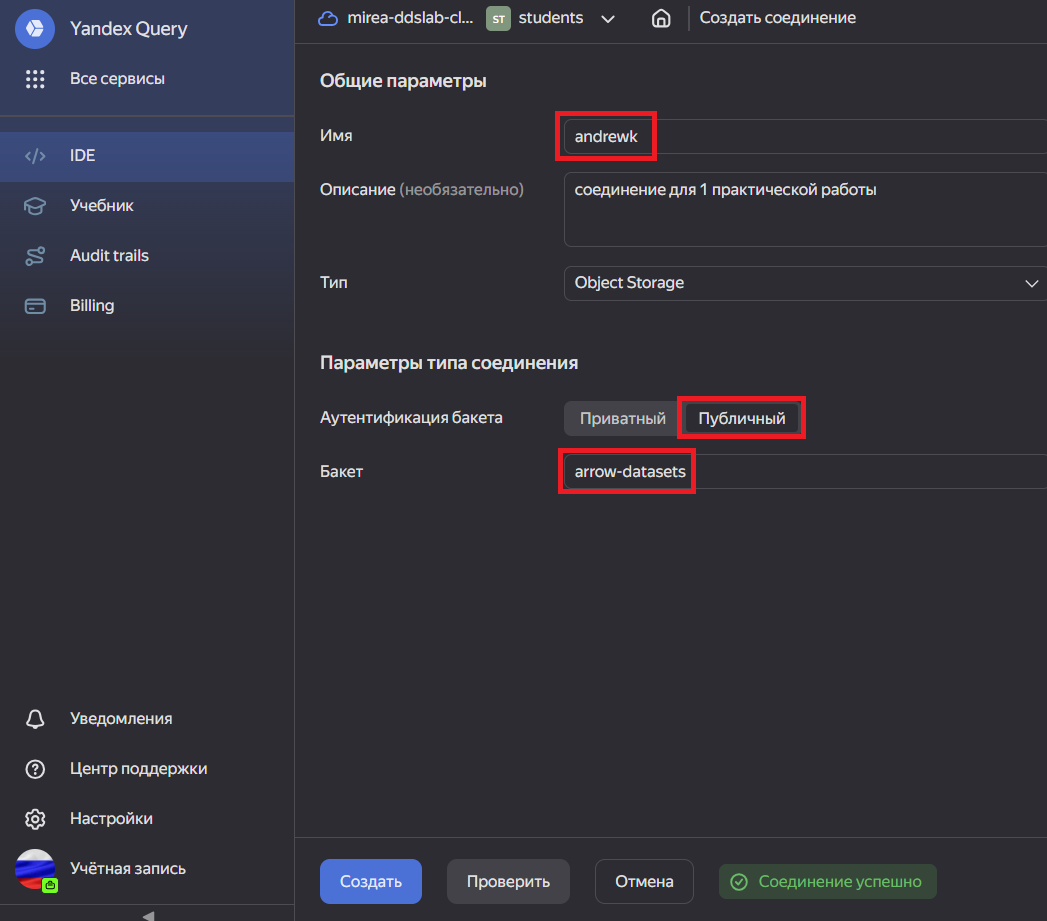 Yandex Query
Все сервисы
IDE
Учебник
Audit trails
Billing
Уведомления
Центр поддержки
Настройки
Учётная запись
mirea-ddslab-cl... ST students Создать соединение
Общие параметры
Имя andrewk
Описание (необязательно) соединение для 1 практической работы
Тип Object Storage
Параметры типа соединения
Аутентификация бакета Приватный Публичный
Бакет arrow-datasets
Создать Проверить Отмена Соединение успешно